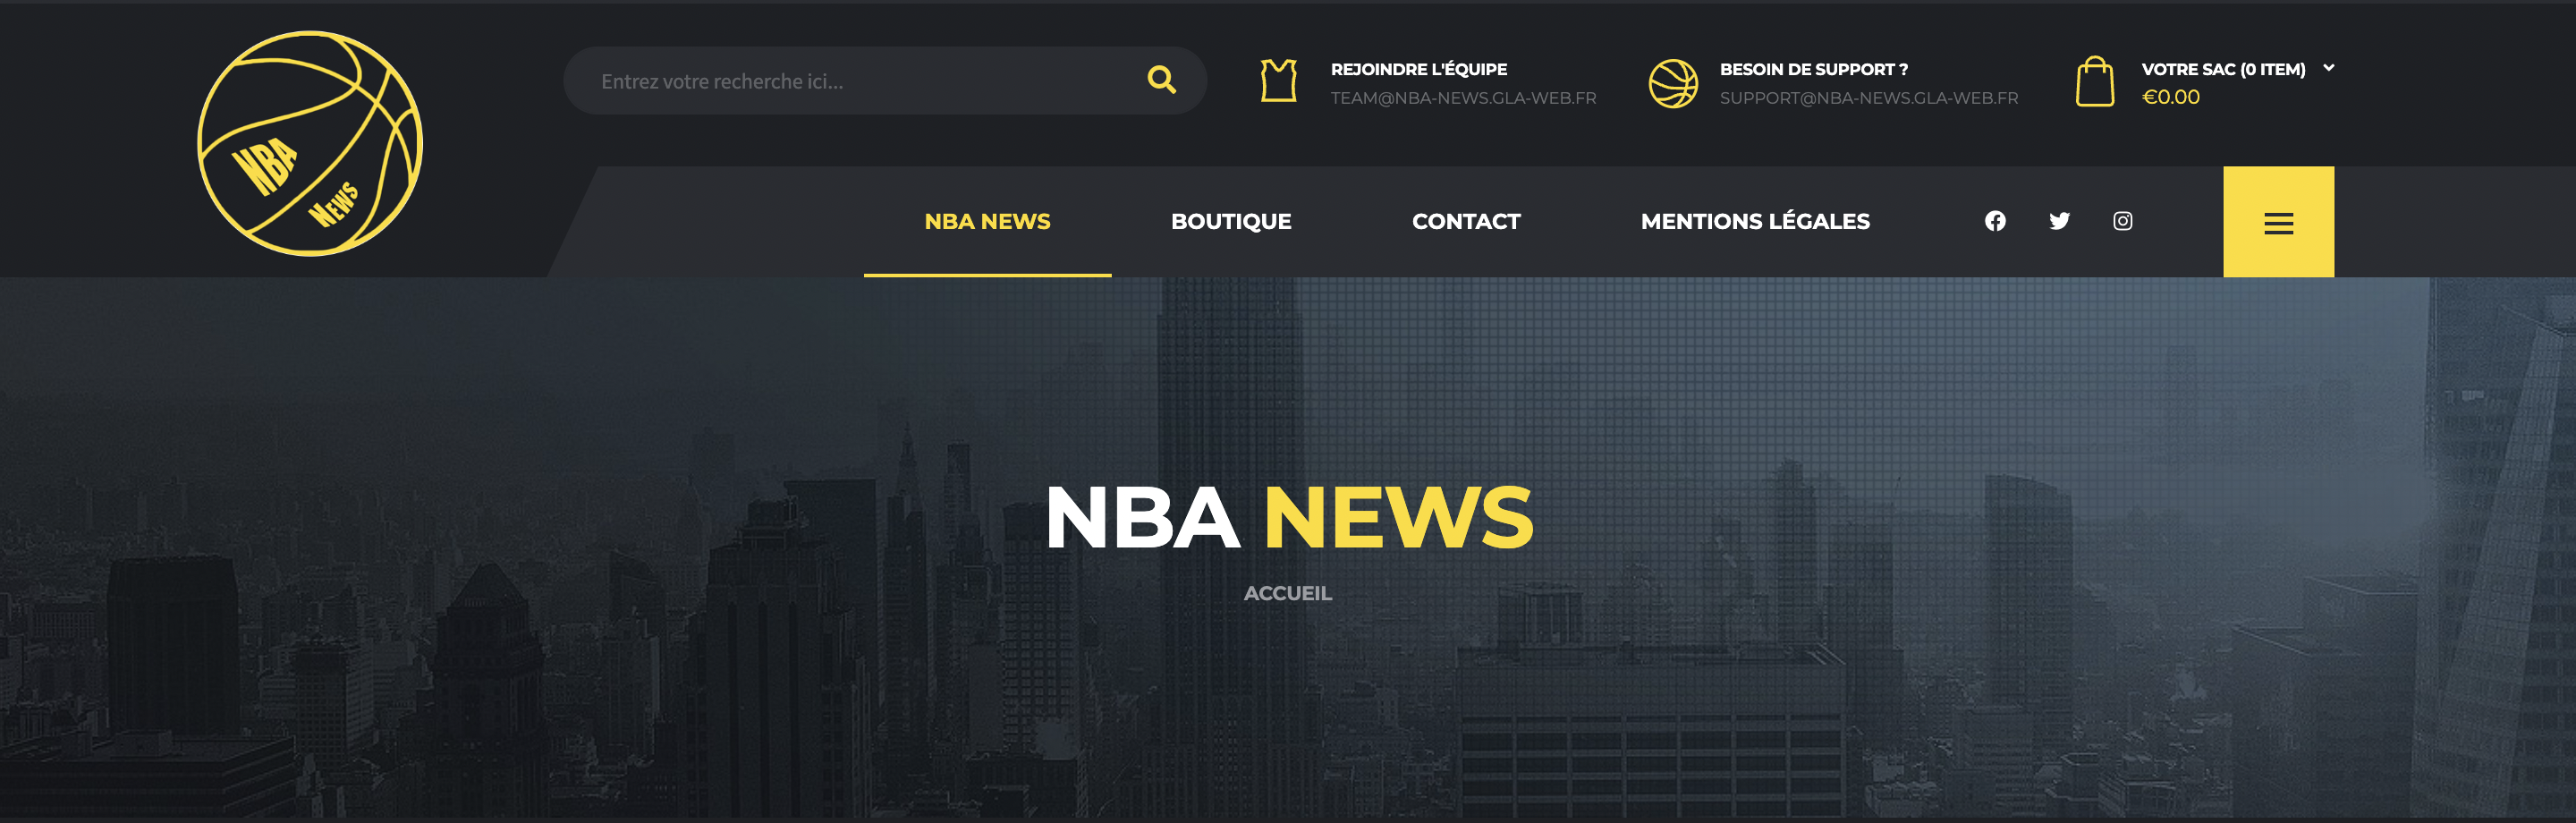 NBA
NEWS
Entrez votre recherche ici...
REJOINDRE L'ÉQUIPE
TEAM@NBA-NEWS.GLA-WEB.FR
BESOIN DE SUPPORT ?
SUPPORT@NBA-NEWS.GLA-WEB.FR
VOTRE SAC (0 ITEM)
€0.00
NBA NEWS
BOUTIQUE
CONTACT
MENTIONS LÉGALES
NBA NEWS
ACCUEIL